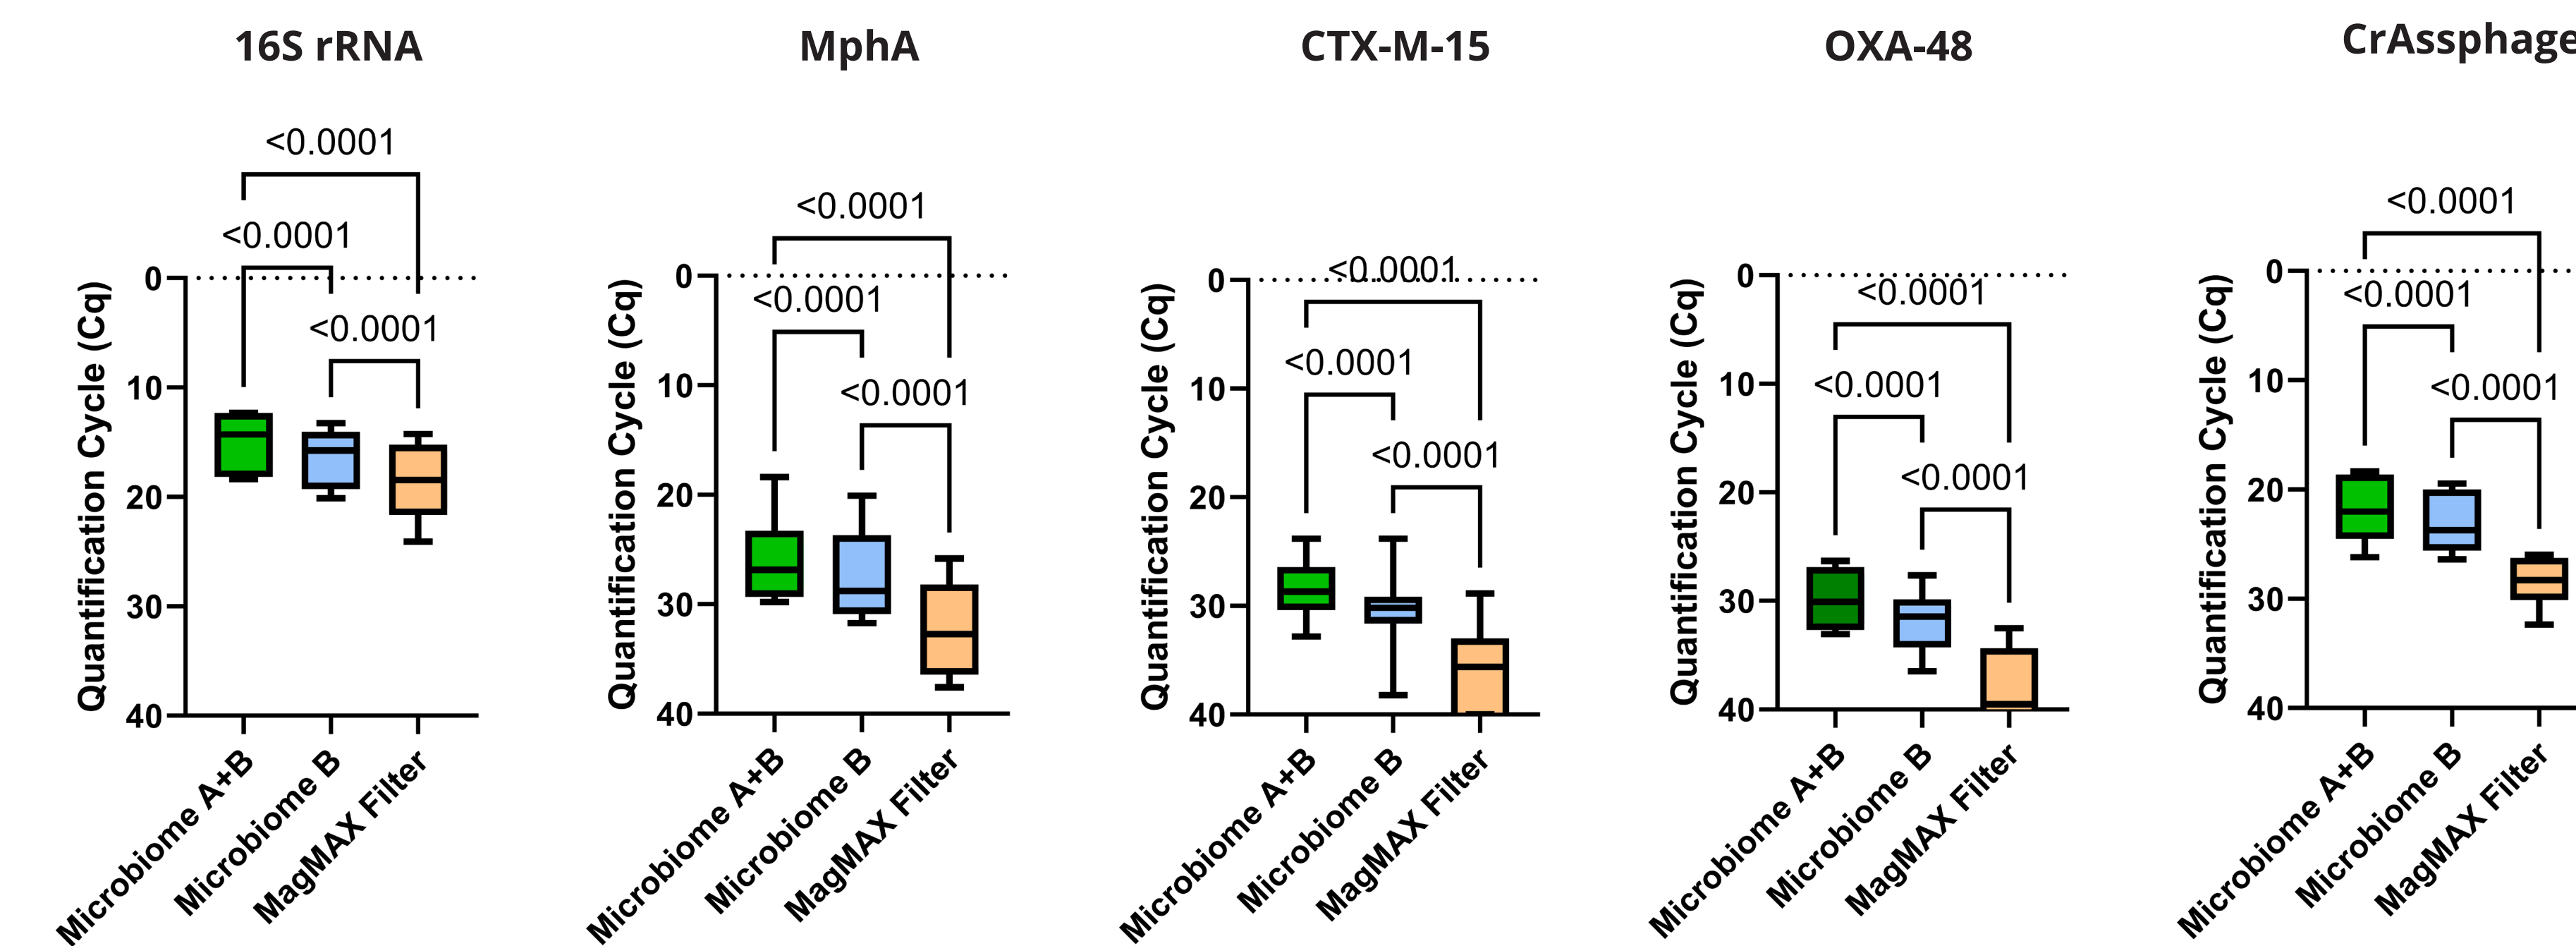 16S rRNA
<0.0001
<0.0001
<0.0001
Quantification Cycle (Cq)
0
10
20
30
40
Microbiome A+B
Microbiome B
MagMAX Filter
MphA
<0.0001
<0.0001
<0.0001
Quantification Cycle (Cq)
0
10
20
30
40
Microbiome A+B
Microbiome B
MagMAX Filter
CTX-M-15
<0.0001
<0.0001
<0.0001
Quantification Cycle (Cq)
0
10
20
30
40
Microbiome A+B
Microbiome B
MagMAX Filter
OXA-48
<0.0001
<0.0001
<0.0001
Quantification Cycle (Cq)
0
10
20
30
40
Microbiome A+B
Microbiome B
MagMAX Filter
CrAssphage
<0.0001
<0.0001
<0.0001
Quantification Cycle (Cq)
0
10
20
30
40
Microbiome A+B
Microbiome B
MagMAX Filter